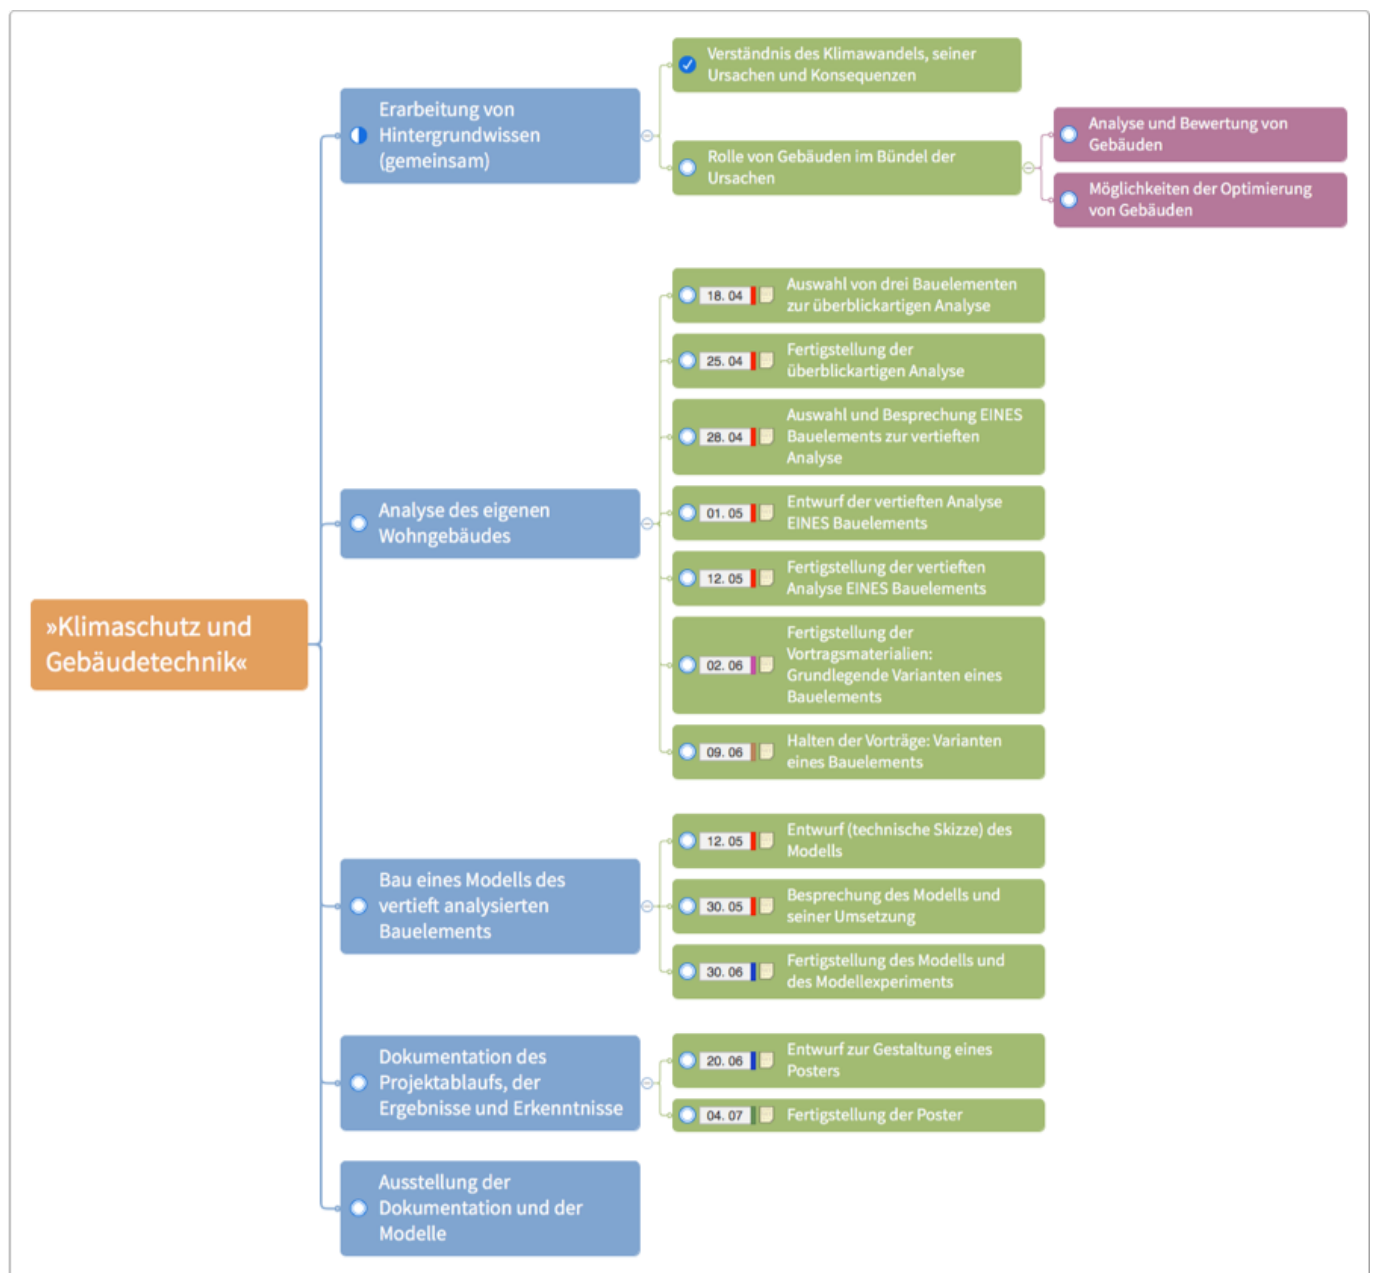 Verständnis des Klimawandels, seiner
Ursachen und Konsequenzen
Erarbeitung von
Hintergrundwissen
(gemeinsam)
Rolle von Gebäuden im Bündel der
Ursachen
Analyse und Bewertung von
Gebäuden
Möglichkeiten der Optimierung
von Gebäuden
18. 04
Auswahl von drei Bauelementen
zur überblickartigen Analyse
25. 04
Fertigstellung der
überblickartigen Analyse
28. 04
Auswahl und Besprechung EINES
Bauelements zur vertieften
Analyse
Analyse des eigenen
Wohngebäudes
01. 05
Entwurf der vertieften Analyse
EINES Bauelements
12. 05
Fertigstellung der vertieften
Analyse EINES Bauelements
»Klimaschutz und
Gebäudetechnik«
02. 06
Fertigstellung der
Vortragsmaterialien:
Grundlegende Varianten eines
Bauelements
09. 06
Halten der Vorträge: Varianten
eines Bauelements
12. 05
Entwurf (technische Skizze) des
Modells
Bau eines Modells des
vertieft analysierten
Bauelements
30. 05
Besprechung des Modells und
seiner Umsetzung
30. 06
Fertigstellung des Modells und
des Modellexperiments
Dokumentation des
Projektablaufs, der
Ergebnisse und Erkenntnisse
20. 06
Entwurf zur Gestaltung eines
Posters
04. 07
Fertigstellung der Poster
Ausstellung der
Dokumentation und der
Modelle